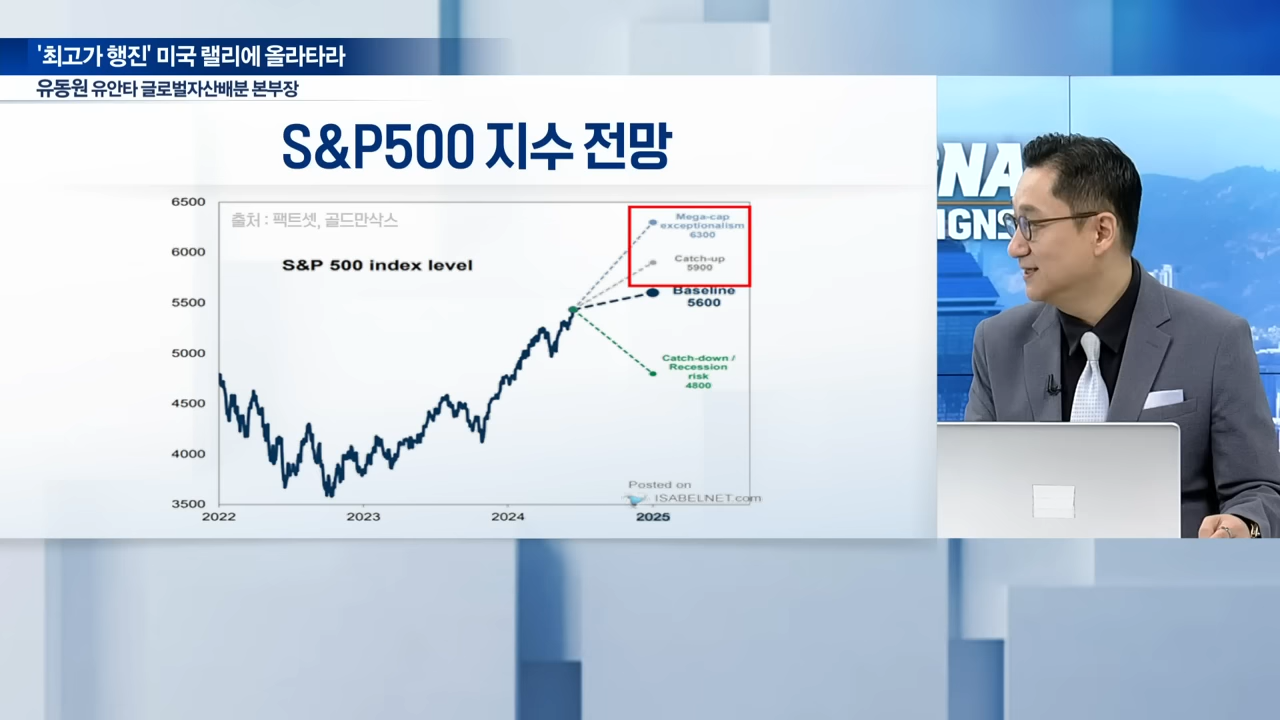 '최고가 행진' 미국 랠리에 올라타라
유동원 유안타 글로벌자산배분 본부장
S&P500 지수 전망
출처 : 팩트셋, 골드만삭스
S&P 500 index level
6500
6000
5500
5000
4500
4000
3500
2022
2023
2024
2025
Mega-cap
exceptionalism
6300
Catch-up
5900
Baseline
5600
Catch-down /
Recession
risk
4800
Posted on
ISABELNET.com